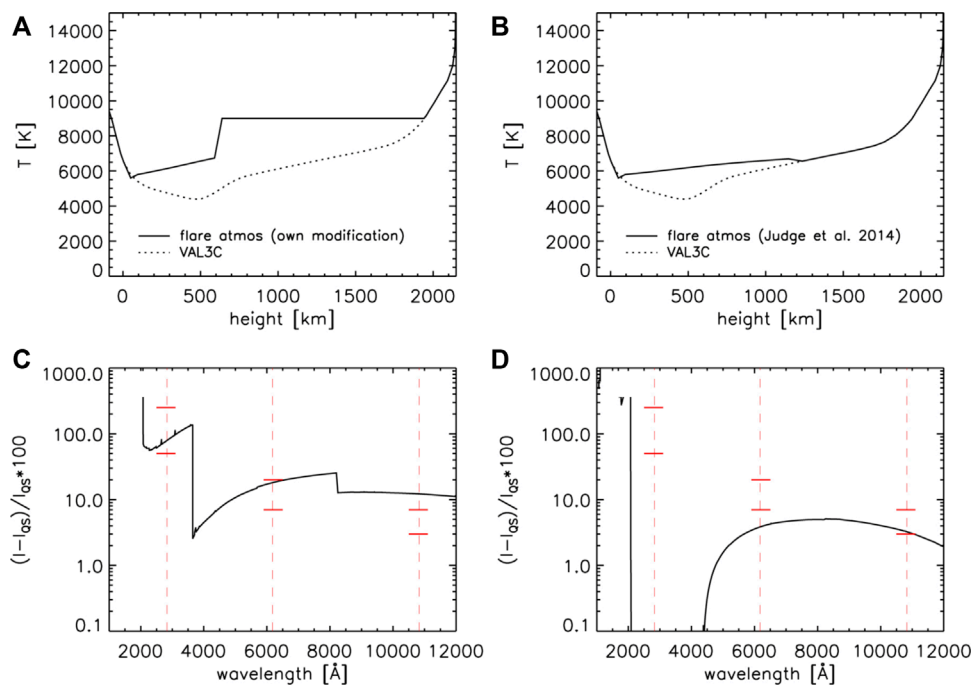 A
14000
12000
10000
8000
6000
4000
2000
0
T [K]
flare atmos (own modification)
VAL3C
0 500 1000 1500 2000
height [km]
B
14000
12000
10000
8000
6000
4000
2000
0
T [K]
flare atmos (Judge et al. 2014)
VAL3C
0 500 1000 1500 2000
height [km]
C
1000.0
100.0
10.0
1.0
0.1
(I-I_QS)/I_QS*100
2000 4000 6000 8000 10000 12000
wavelength [Å]
D
1000.0
100.0
10.0
1.0
0.1
(I-I_QS)/I_QS*100
2000 4000 6000 8000 10000 12000
wavelength [Å]